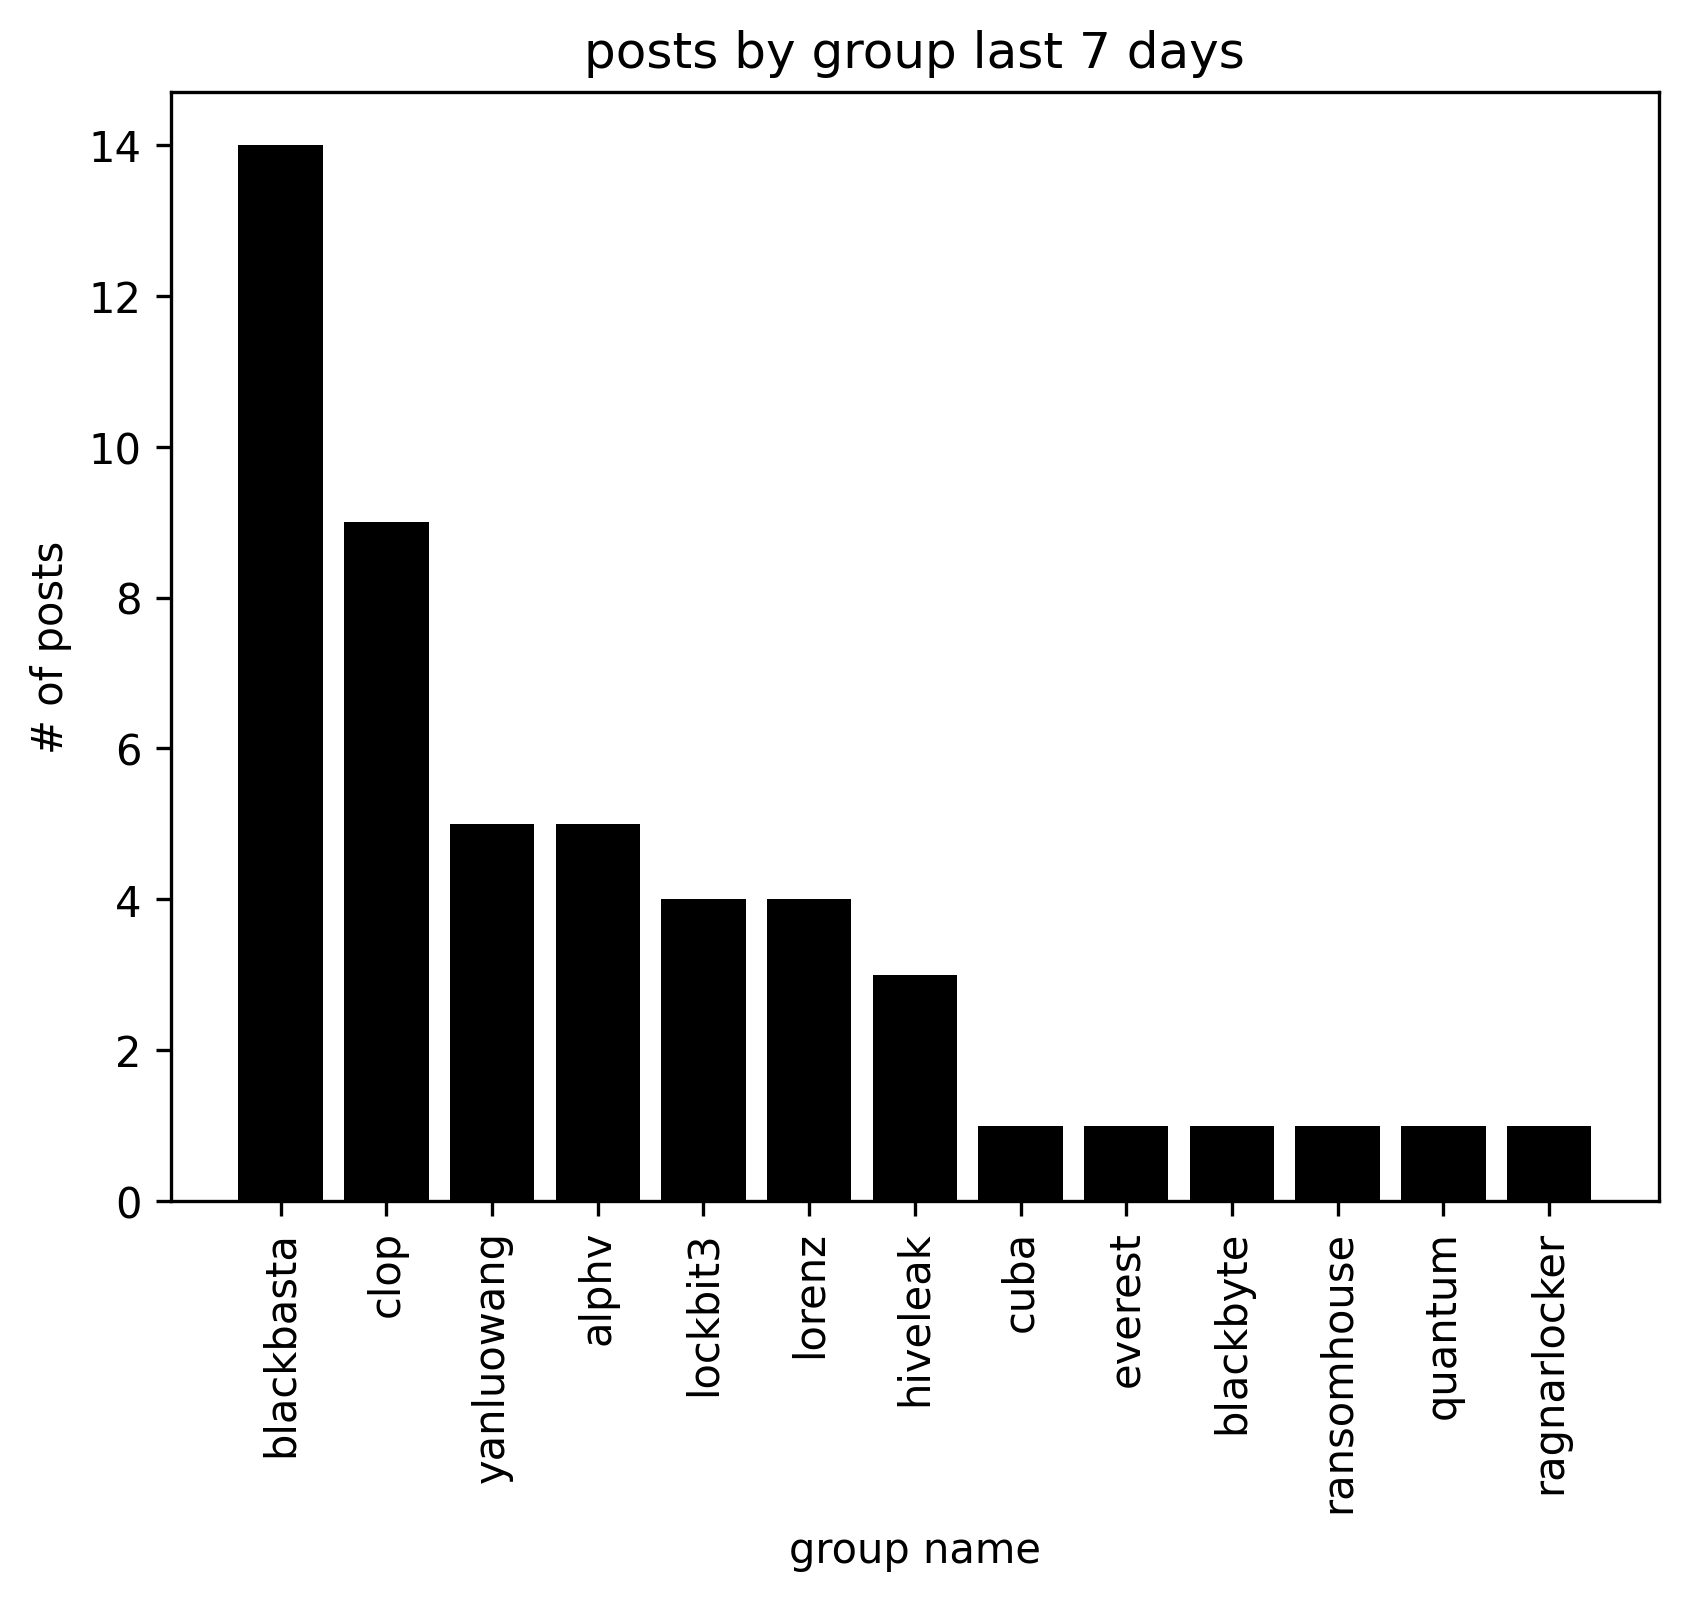 posts by group last 7 days
# of posts
14
12
10
8
6
4
2
0
blackbasta
clop
yanluowang
alphv
lockbit3
lorenz
hiveleak
cuba
everest
blackbyte
ransomhouse
quantum
ragnarlocker
group name